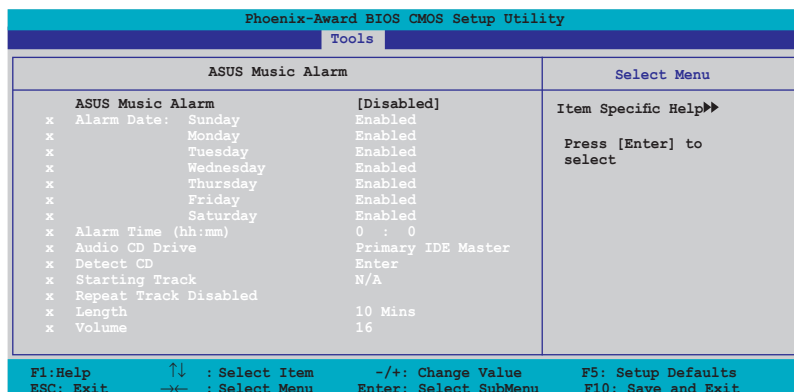 Phoenix-Award BIOS CMOS Setup Utility
Tools
ASUS Music Alarm
Select Menu
ASUS Music Alarm [Disabled]
x Alarm Date: Sunday Enabled
x Monday Enabled
x Tuesday Enabled
x Wednesday Enabled
x Thursday Enabled
x Friday Enabled
x Saturday Enabled
x Alarm Time (hh:mm) 0 : 0
x Audio CD Drive Primary IDE Master
x Detect CD Enter
x Starting Track N/A
x Repeat Track Disabled
x Length 10 Mins
x Volume 16
Item Specific Help▶▶
Press [Enter] to
select
F1:Help ↑↓ : Select Item -/+: Change Value F5: Setup Defaults
ESC: Exit →← : Select Menu Enter: Select SubMenu F10: Save and Exit